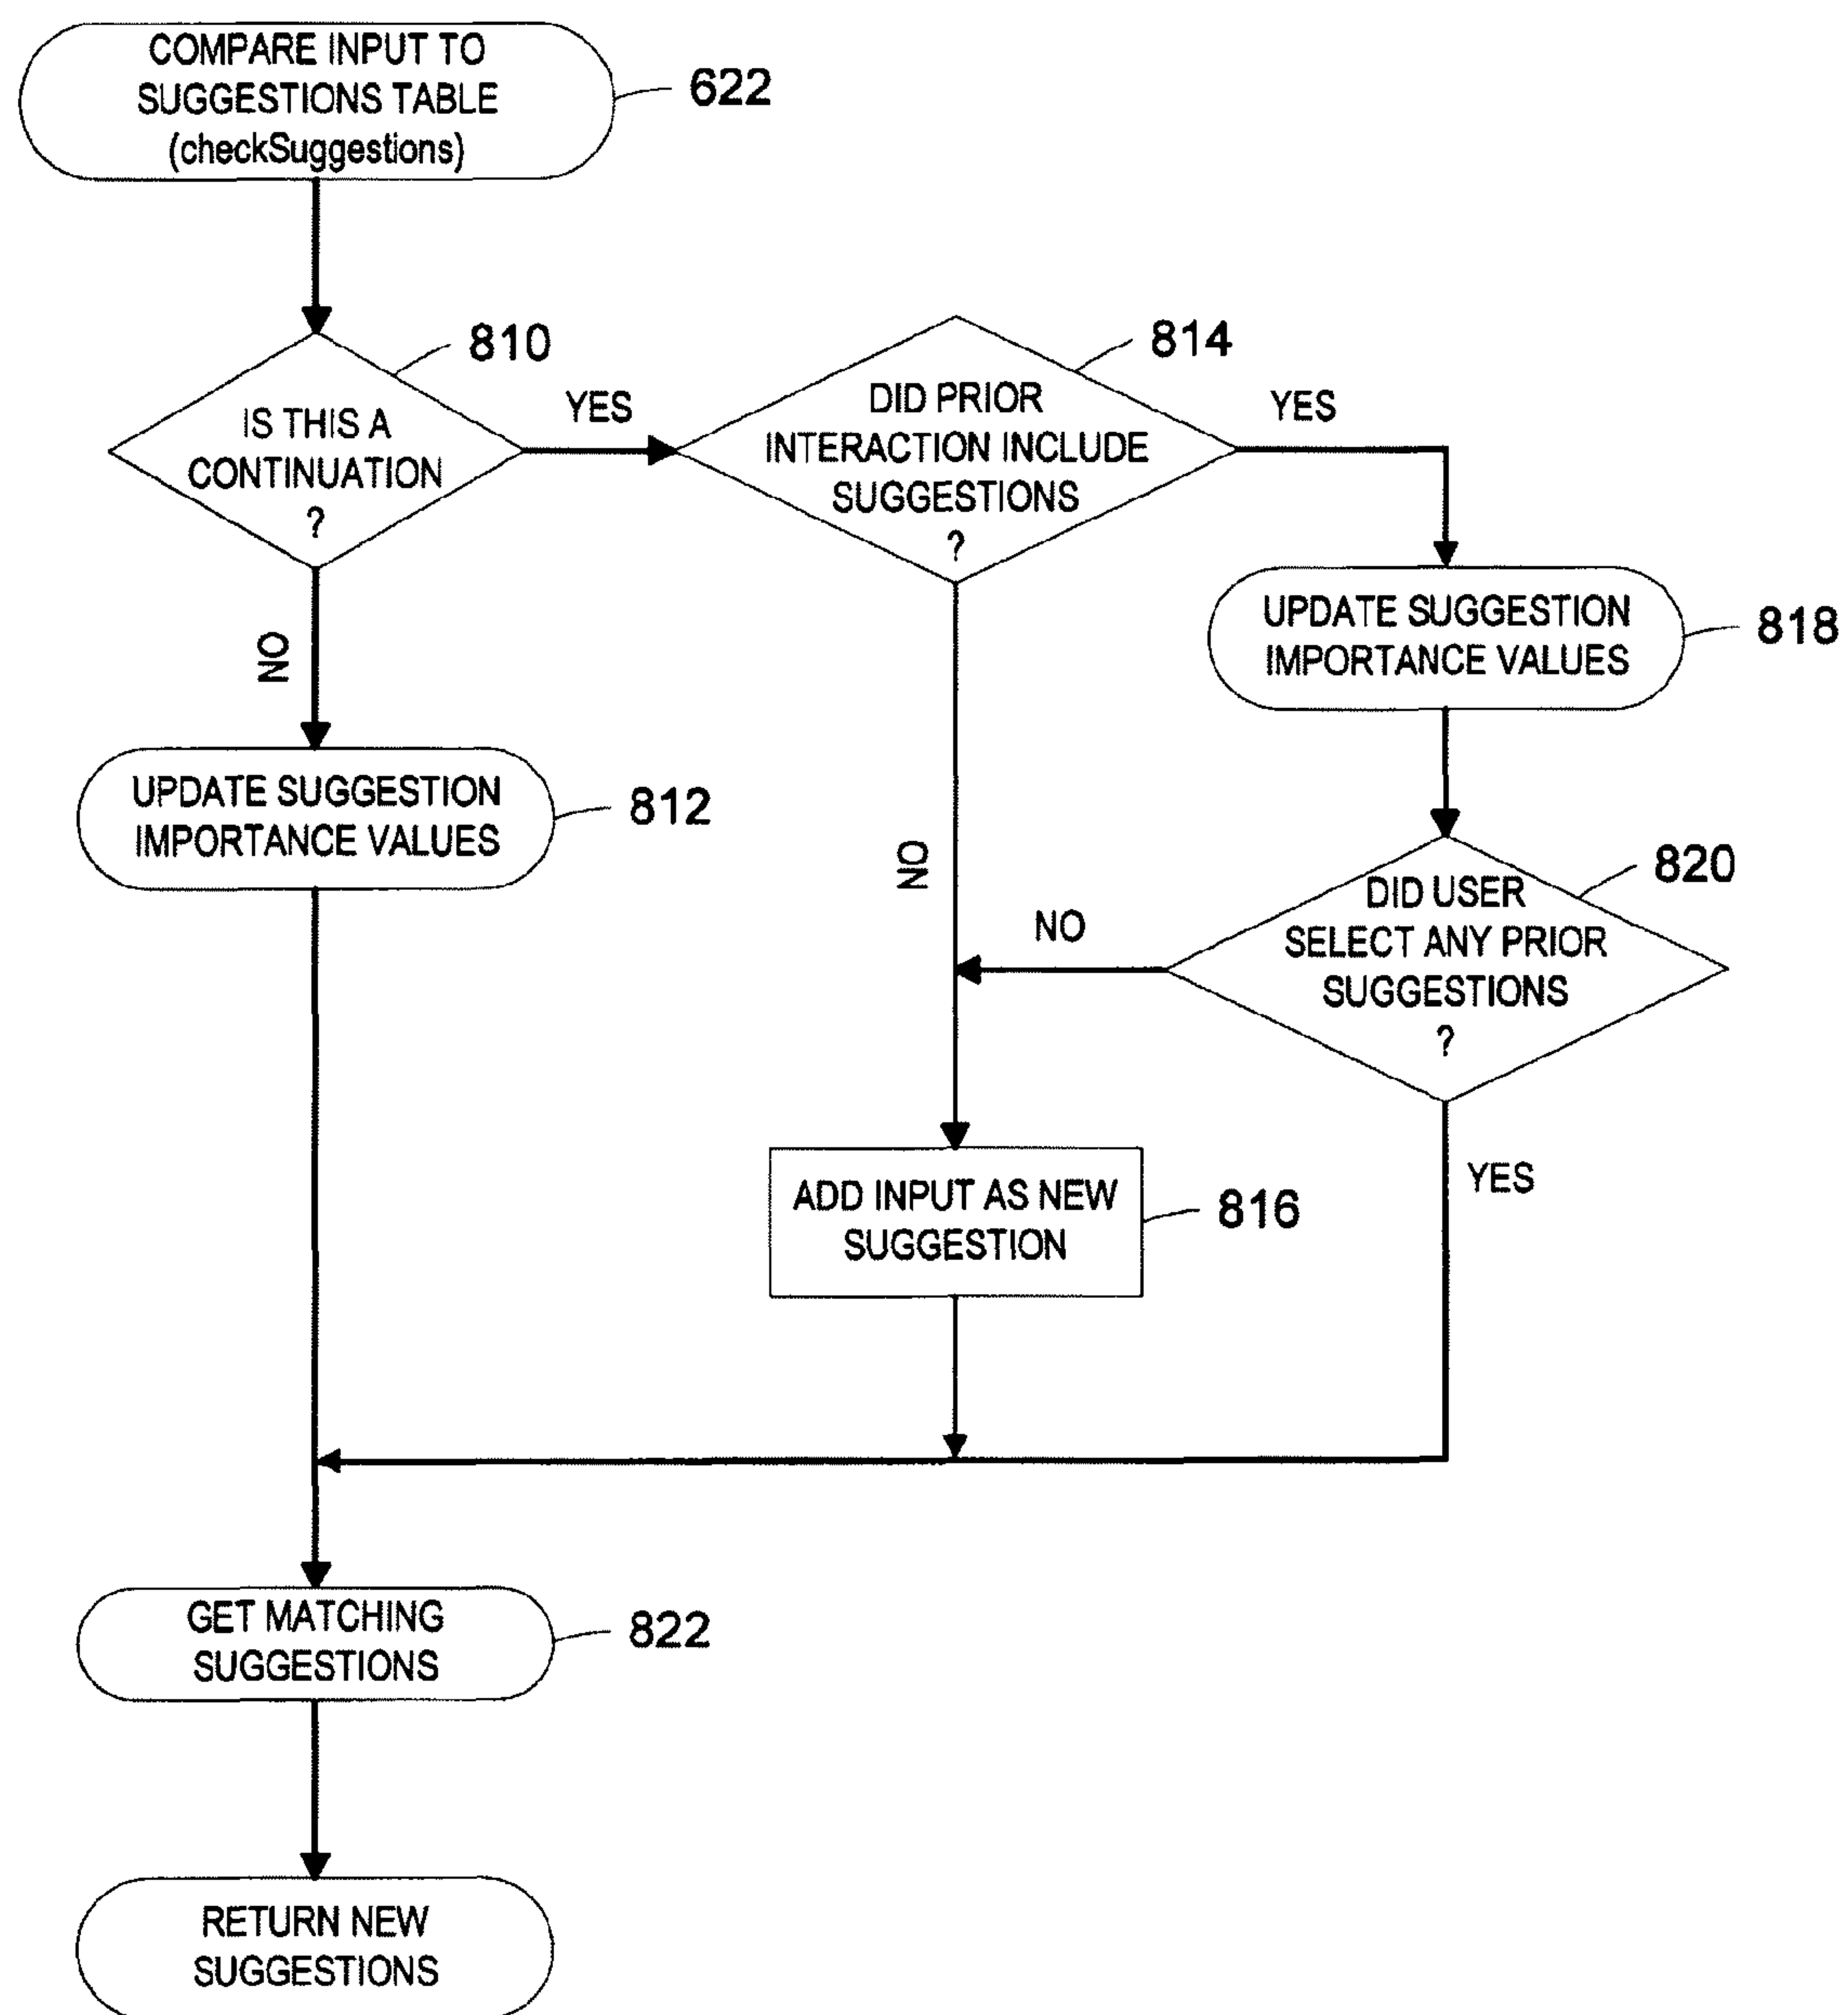 COMPARE INPUT TO
SUGGESTIONS TABLE
(checkSuggestions)
622
810
IS THIS A
CONTINUATION
?
YES
814
DID PRIOR
INTERACTION INCLUDE
SUGGESTIONS
?
YES
NO
UPDATE SUGGESTION
IMPORTANCE VALUES
818
UPDATE SUGGESTION
IMPORTANCE VALUES
812
NO
820
DID USER
SELECT ANY PRIOR
SUGGESTIONS
?
NO
YES
ADD INPUT AS NEW
SUGGESTION
816
GET MATCHING
SUGGESTIONS
822
RETURN NEW
SUGGESTIONS